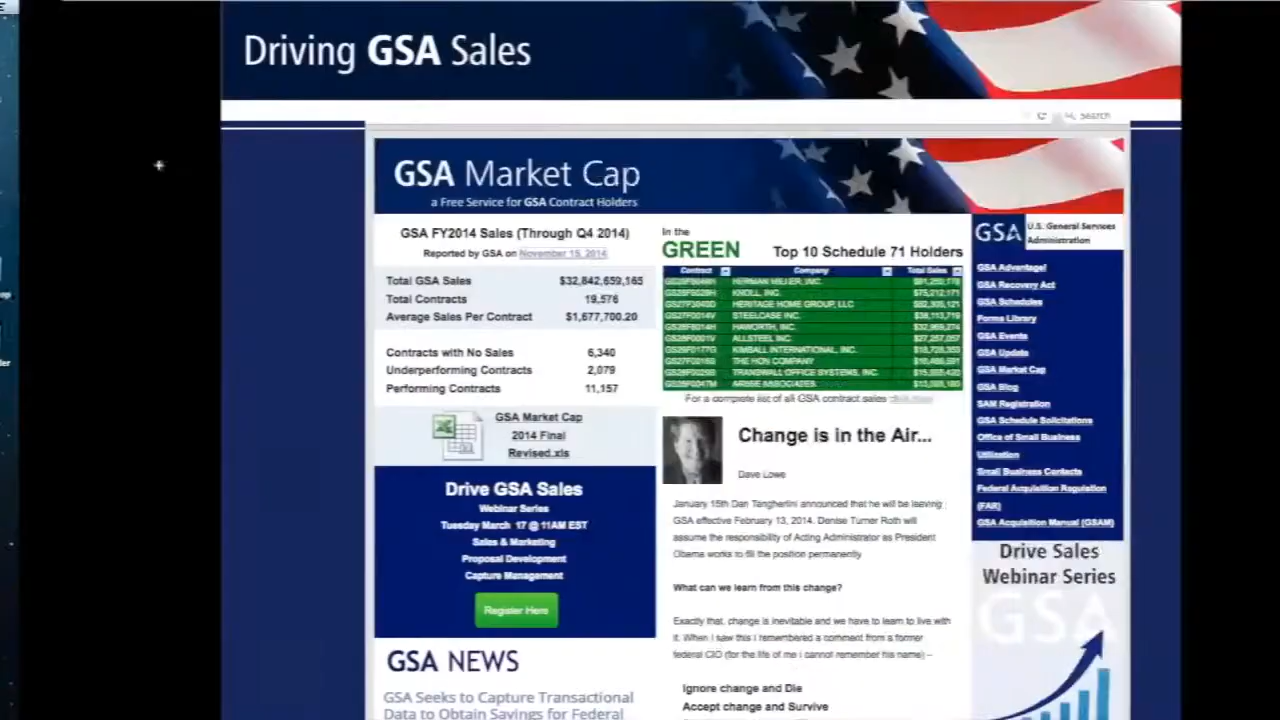 Driving GSA Sales
Search
GSA Market Cap
a Free Service for GSA Contract Holders
GSA FY2014 Sales (Through Q4 2014)
Reported by GSA on November 15, 2014
Total GSA Sales $32,842,659,165
Total Contracts 19,576
Average Sales Per Contract $1,677,700.20
Contracts with No Sales 6,340
Underperforming Contracts 2,079
Performing Contracts 11,157
GSA Market Cap
2014 Final
Revised.xls
Drive GSA Sales
Webinar Series
Tuesday March 17 @ 11AM EST
Sales & Marketing
Proposal Development
Capture Management
Register Here
GSA NEWS
GSA Seeks to Capture Transactional
Data to Obtain Savings for Federal
In the
GREEN Top 10 Schedule 71 Holders
Contract Company Total Sales
HERMAN MILLER, INC.
KNOLL, INC.
HERITAGE HOME GROUP, LLC
STEELCASE INC.
HAWORTH, INC.
ALLSTEEL INC.
KIMBALL INTERNATIONAL, INC.
THE HON COMPANY
TRANSWALL OFFICE SYSTEMS, INC.
ASSOCIATES
For a complete list of all GSA contract sales
Change is in the Air...
Dave Lowe
January 15th Dan Tangherlini announced that he will be leaving
GSA effective February 13, 2014. Denise Turner Roth will
assume the responsibility of Acting Administrator as President
Obama works to fill the position permanently
What can we learn from this change?
Exactly that, change is inevitable and we have to learn to live with
it. When I saw this I remembered a comment from a former
federal CIO (for the life of me i cannot remember his name) –
Ignore change and Die
Accept change and Survive
GSA U.S. General Services
Administration
GSA Advantage!
GSA Recovery Act
GSA Schedules
Forms Library
GSA Events
GSA Update
GSA Market Cap
GSA Blog
SAM Registration
GSA Schedule Solicitations
Office of Small Business
Utilization
Small Business Contacts
Federal Acquisition Regulation
(FAR)
GSA Acquisition Manual (GSAM)
Drive Sales
Webinar Series
GSA